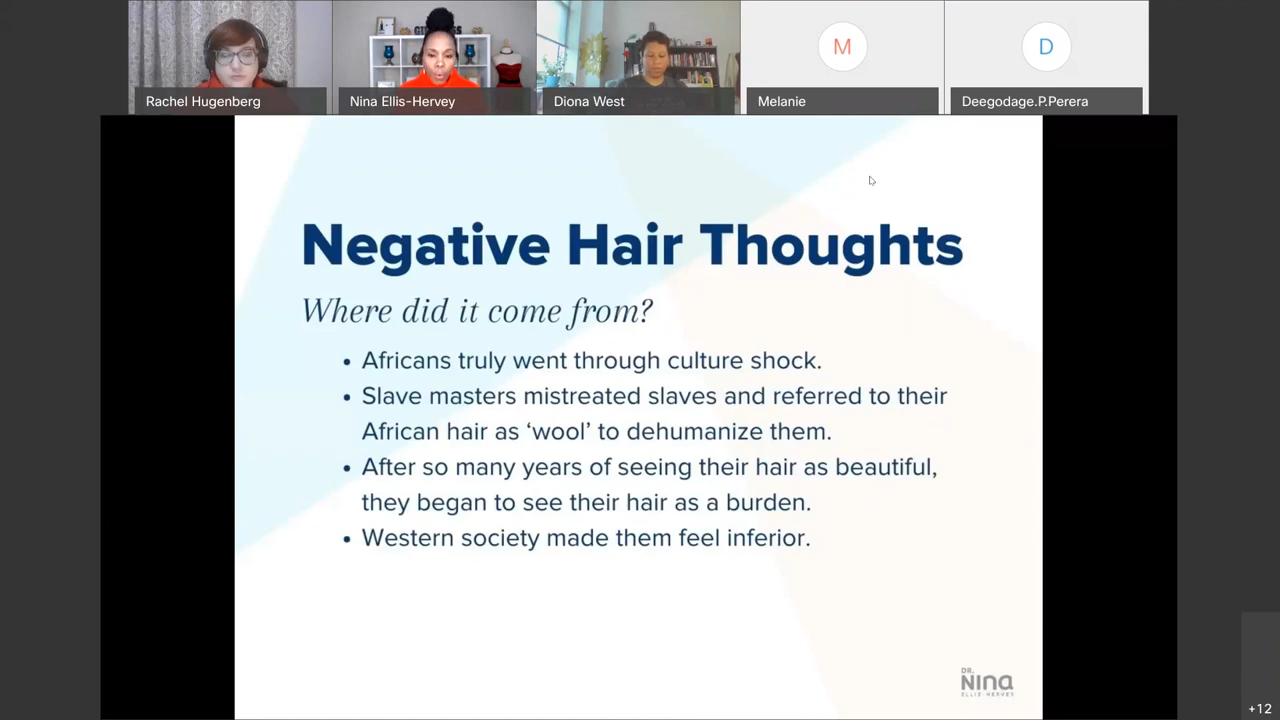 Rachel Hugenberg
Nina Ellis-Hervey
Diona West
M
Melanie
D
Deegodage.P.Perera
Negative Hair Thoughts
Where did it come from?
• Africans truly went through culture shock.
• Slave masters mistreated slaves and referred to their
African hair as ‘wool’ to dehumanize them.
• After so many years of seeing their hair as beautiful,
they began to see their hair as a burden.
• Western society made them feel inferior.
DR.
Nina
ELLIS-HERVEY
+12